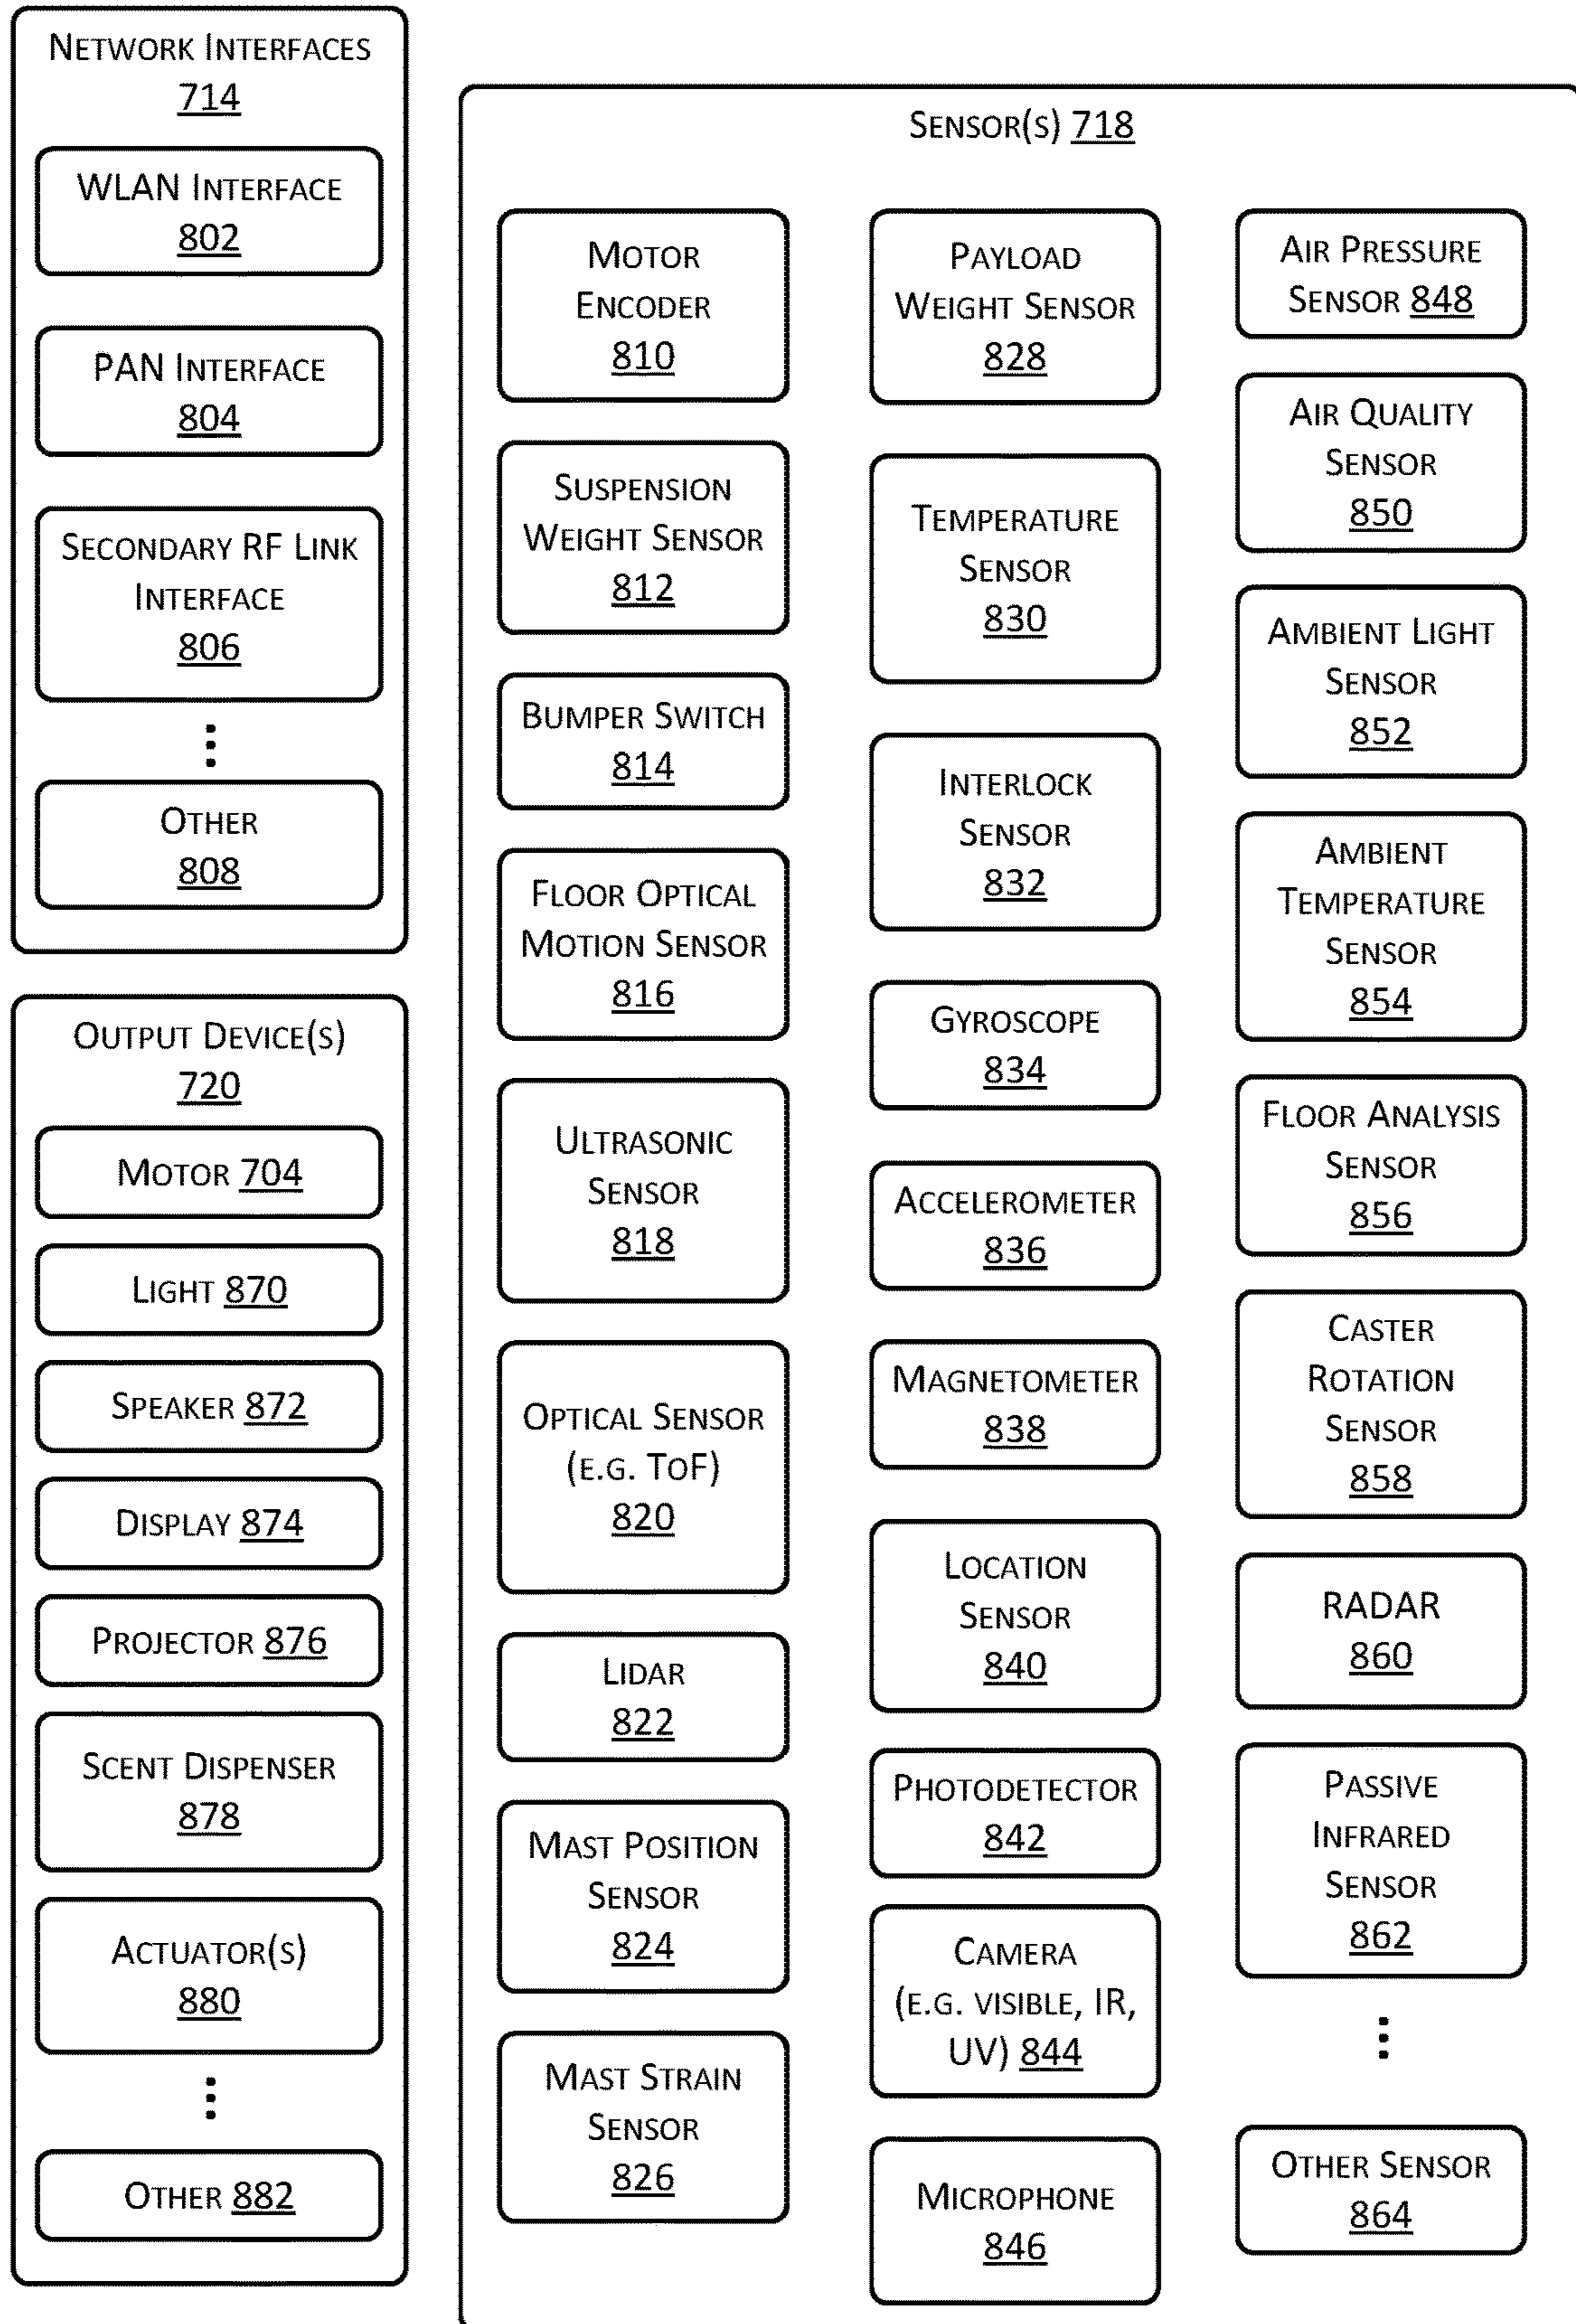 NETWORK INTERFACES
714
WLAN INTERFACE
802
PAN INTERFACE
804
SECONDARY RF LINK
INTERFACE
806
OTHER
808
OUTPUT DEVICE(S)
720
MOTOR 704
LIGHT 870
SPEAKER 872
DISPLAY 874
PROJECTOR 876
SCENT DISPENSER
878
ACTUATOR(S)
880
OTHER 882
SENSOR(S) 718
MOTOR
ENCODER
810
SUSPENSION
WEIGHT SENSOR
812
BUMPER SWITCH
814
FLOOR OPTICAL
MOTION SENSOR
816
ULTRASONIC
SENSOR
818
OPTICAL SENSOR
(E.G. TOF)
820
LIDAR
822
MAST POSITION
SENSOR
824
MAST STRAIN
SENSOR
826
PAYLOAD
WEIGHT SENSOR
828
TEMPERATURE
SENSOR
830
INTERLOCK
SENSOR
832
GYROSCOPE
834
ACCELEROMETER
836
MAGNETOMETER
838
LOCATION
SENSOR
840
PHOTODETECTOR
842
CAMERA
(E.G. VISIBLE, IR,
UV) 844
MICROPHONE
846
AIR PRESSURE
SENSOR 848
AIR QUALITY
SENSOR
850
AMBIENT LIGHT
SENSOR
852
AMBIENT
TEMPERATURE
SENSOR
854
FLOOR ANALYSIS
SENSOR
856
CASTER
ROTATION
SENSOR
858
RADAR
860
PASSIVE
INFRARED
SENSOR
862
OTHER SENSOR
864